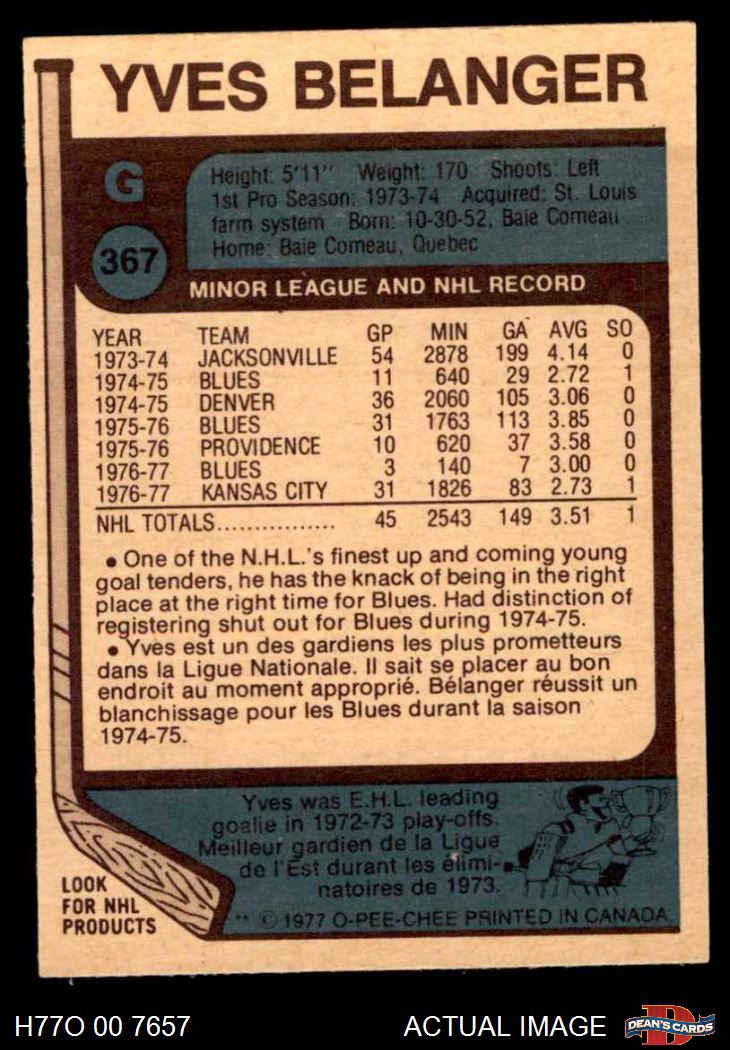 YVES BELANGER
G
Height: 5'11" Weight: 170 Shoots: Left
1st Pro Season: 1973-74 Acquired: St. Louis
farm system Born: 10-30-52, Baie Comeau
Home: Baie Comeau, Quebec
367
MINOR LEAGUE AND NHL RECORD
YEAR TEAM GP MIN GA AVG SO
1973-74 JACKSONVILLE 54 2878 199 4.14 0
1974-75 BLUES 11 640 29 2.72 1
1974-75 DENVER 36 2060 105 3.06 0
1975-76 BLUES 31 1763 113 3.85 0
1975-76 PROVIDENCE 10 620 37 3.58 0
1976-77 BLUES 3 140 7 3.00 0
1976-77 KANSAS CITY 31 1826 83 2.73 1
NHL TOTALS................ 45 2543 149 3.51 1
• One of the N.H.L.'s finest up and coming young
goal tenders, he has the knack of being in the right
place at the right time for Blues. Had distinction of
registering shut out for Blues during 1974-75.
• Yves est un des gardiens les plus prometteurs
dans la Ligue Nationale. Il sait se placer au bon
endroit au moment approprié. Bélanger réussit un
blanchissage pour les Blues durant la saison
1974-75.
Yves was E.H.L. leading
goalie in 1972-73 play-offs.
Meilleur gardien de la Ligue
de l'Est durant les élimi-
natoires de 1973.
LOOK
FOR NHL
PRODUCTS
** © 1977 O-PEE-CHEE PRINTED IN CANADA
H77O 00 7657 ACTUAL IMAGE
D
DEAN'S CARDS